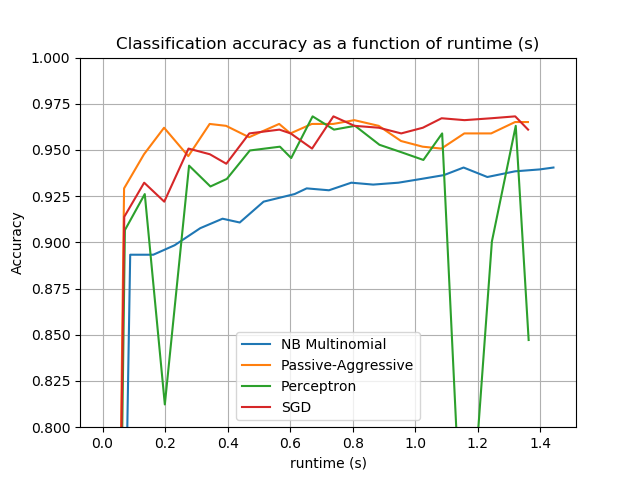 Classification accuracy as a function of runtime (s)
1.000
0.975
0.950
0.925
0.900
0.875
0.850
0.825
0.800
Accuracy
NB Multinomial
Passive-Aggressive
Perceptron
SGD
0.0 0.2 0.4 0.6 0.8 1.0 1.2 1.4
runtime (s)